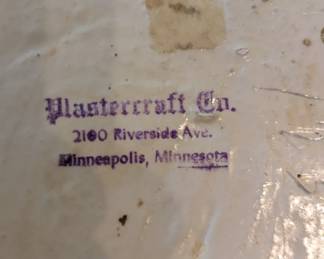 Plastercraft Co.
2100 Riverside Ave.
Minneapolis, Minnesota